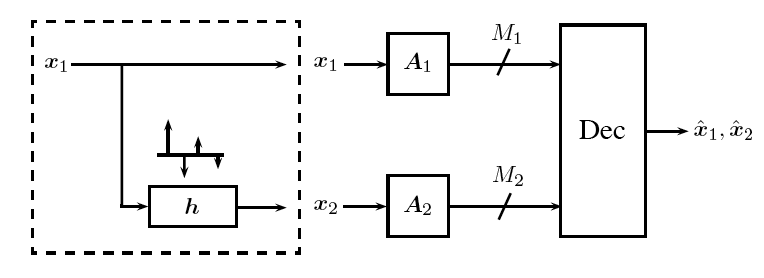 M₁
x₁ x₁ A₁
Dec x̂₁, x̂₂
M₂
h x₂ A₂